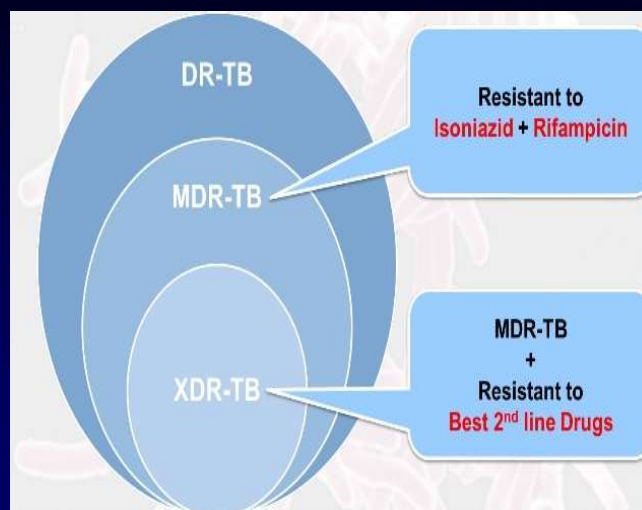 DR-TB
MDR-TB
XDR-TB
Resistant to
Isoniazid + Rifampicin
MDR-TB
+
Resistant to
Best 2nd line Drugs